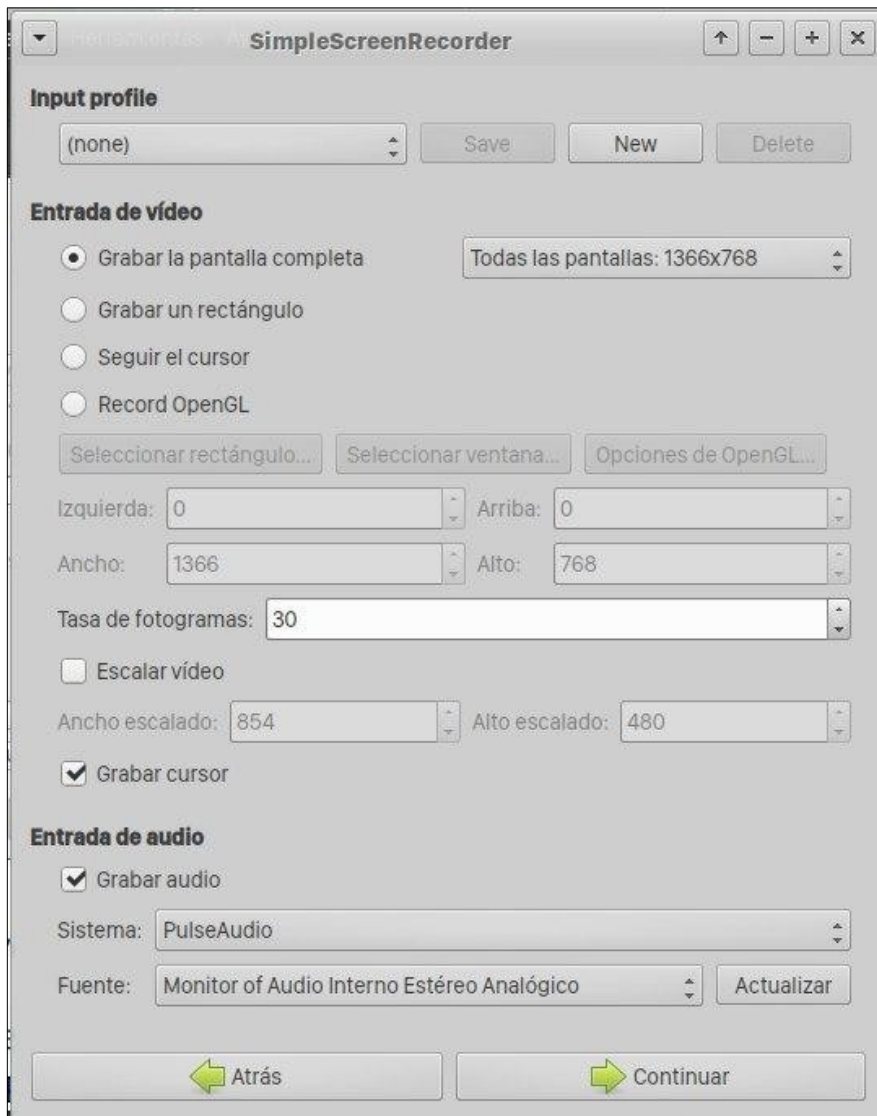 SimpleScreenRecorder
Input profile
(none) Save New Delete
Entrada de vídeo
Grabar la pantalla completa Todas las pantallas: 1366x768
Grabar un rectángulo
Seguir el cursor
Record OpenGL
Seleccionar rectángulo... Seleccionar ventana... Opciones de OpenGL...
Izquierda: 0 Arriba: 0
Ancho: 1366 Alto: 768
Tasa de fotogramas: 30
Escalar vídeo
Ancho escalado: 854 Alto escalado: 480
Grabar cursor
Entrada de audio
Grabar audio
Sistema: PulseAudio
Fuente: Monitor of Audio Interno Estéreo Analógico Actualizar
Atrás Continuar